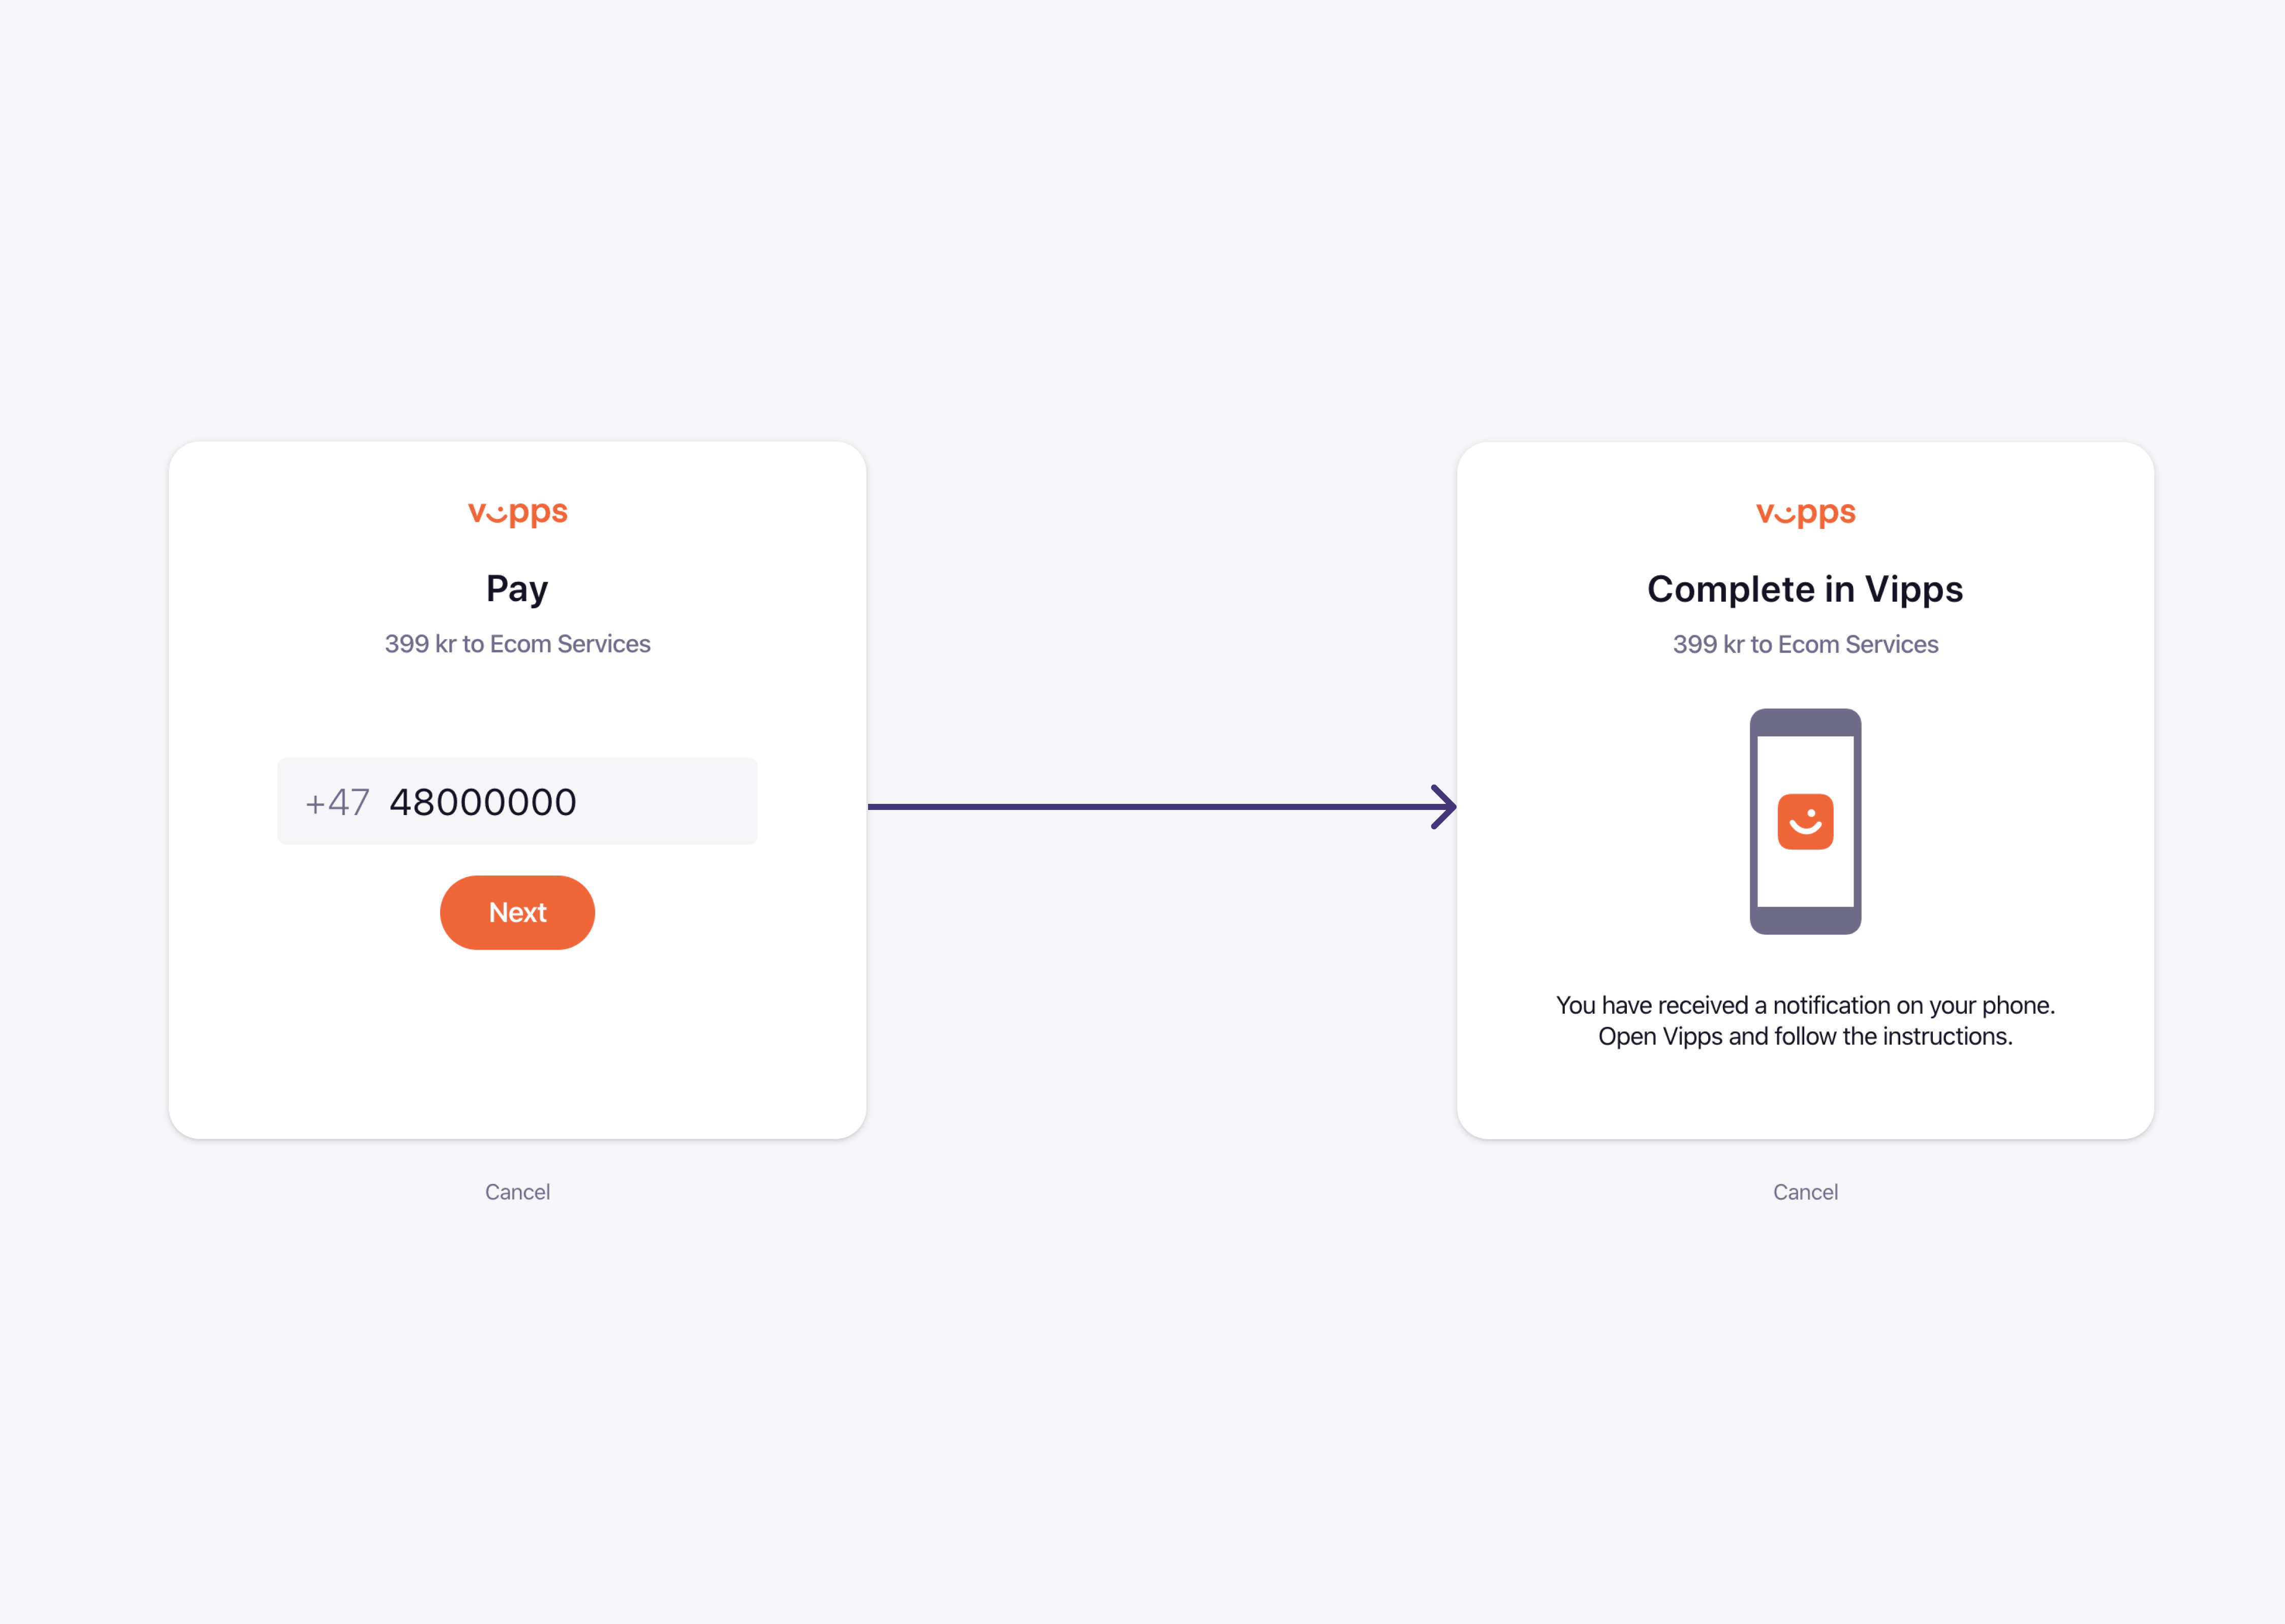 vipps
Pay
399 kr to Ecom Services
+47 48000000
Next
Cancel
vipps
Complete in Vipps
399 kr to Ecom Services
You have received a notification on your phone.
Open Vipps and follow the instructions.
Cancel